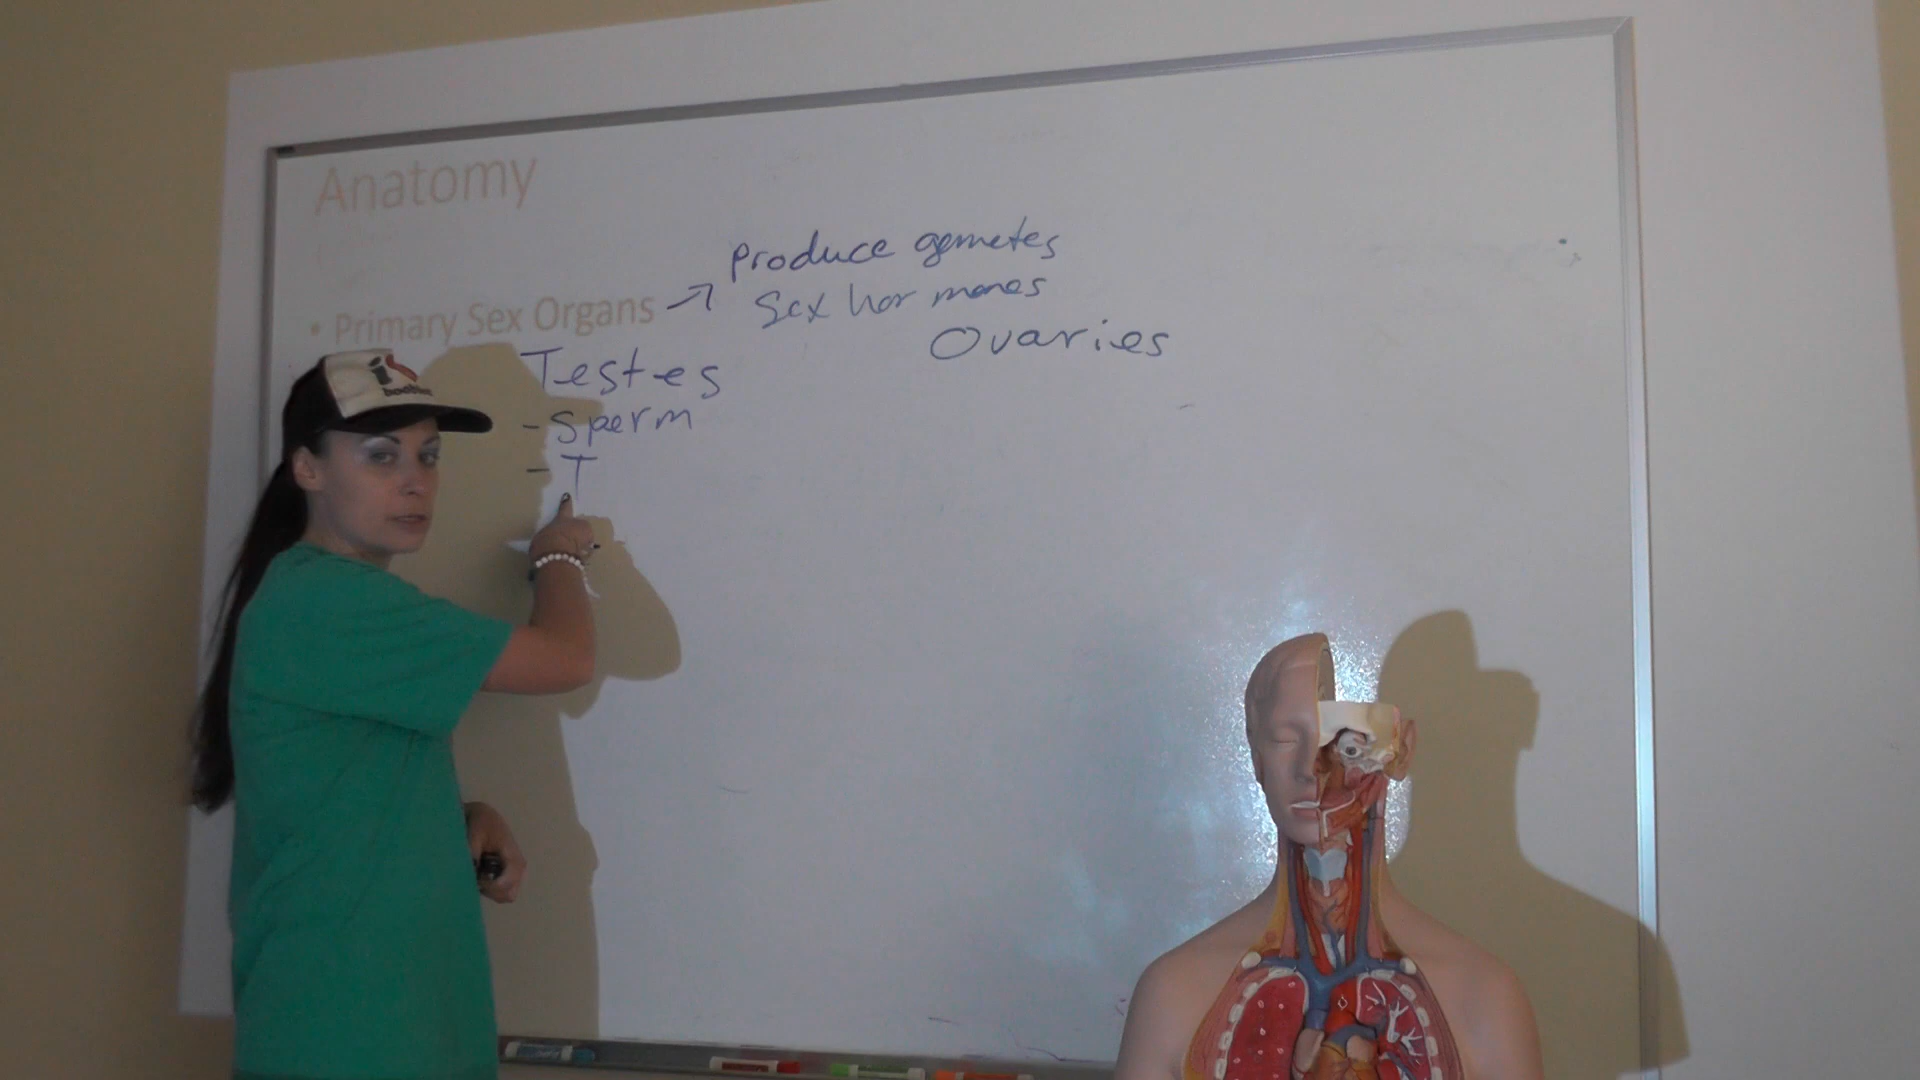 Anatomy
produce gemetes
• Primary Sex Organs →
Sex hormones
Ovaries
Testes
- Sperm
- T
i